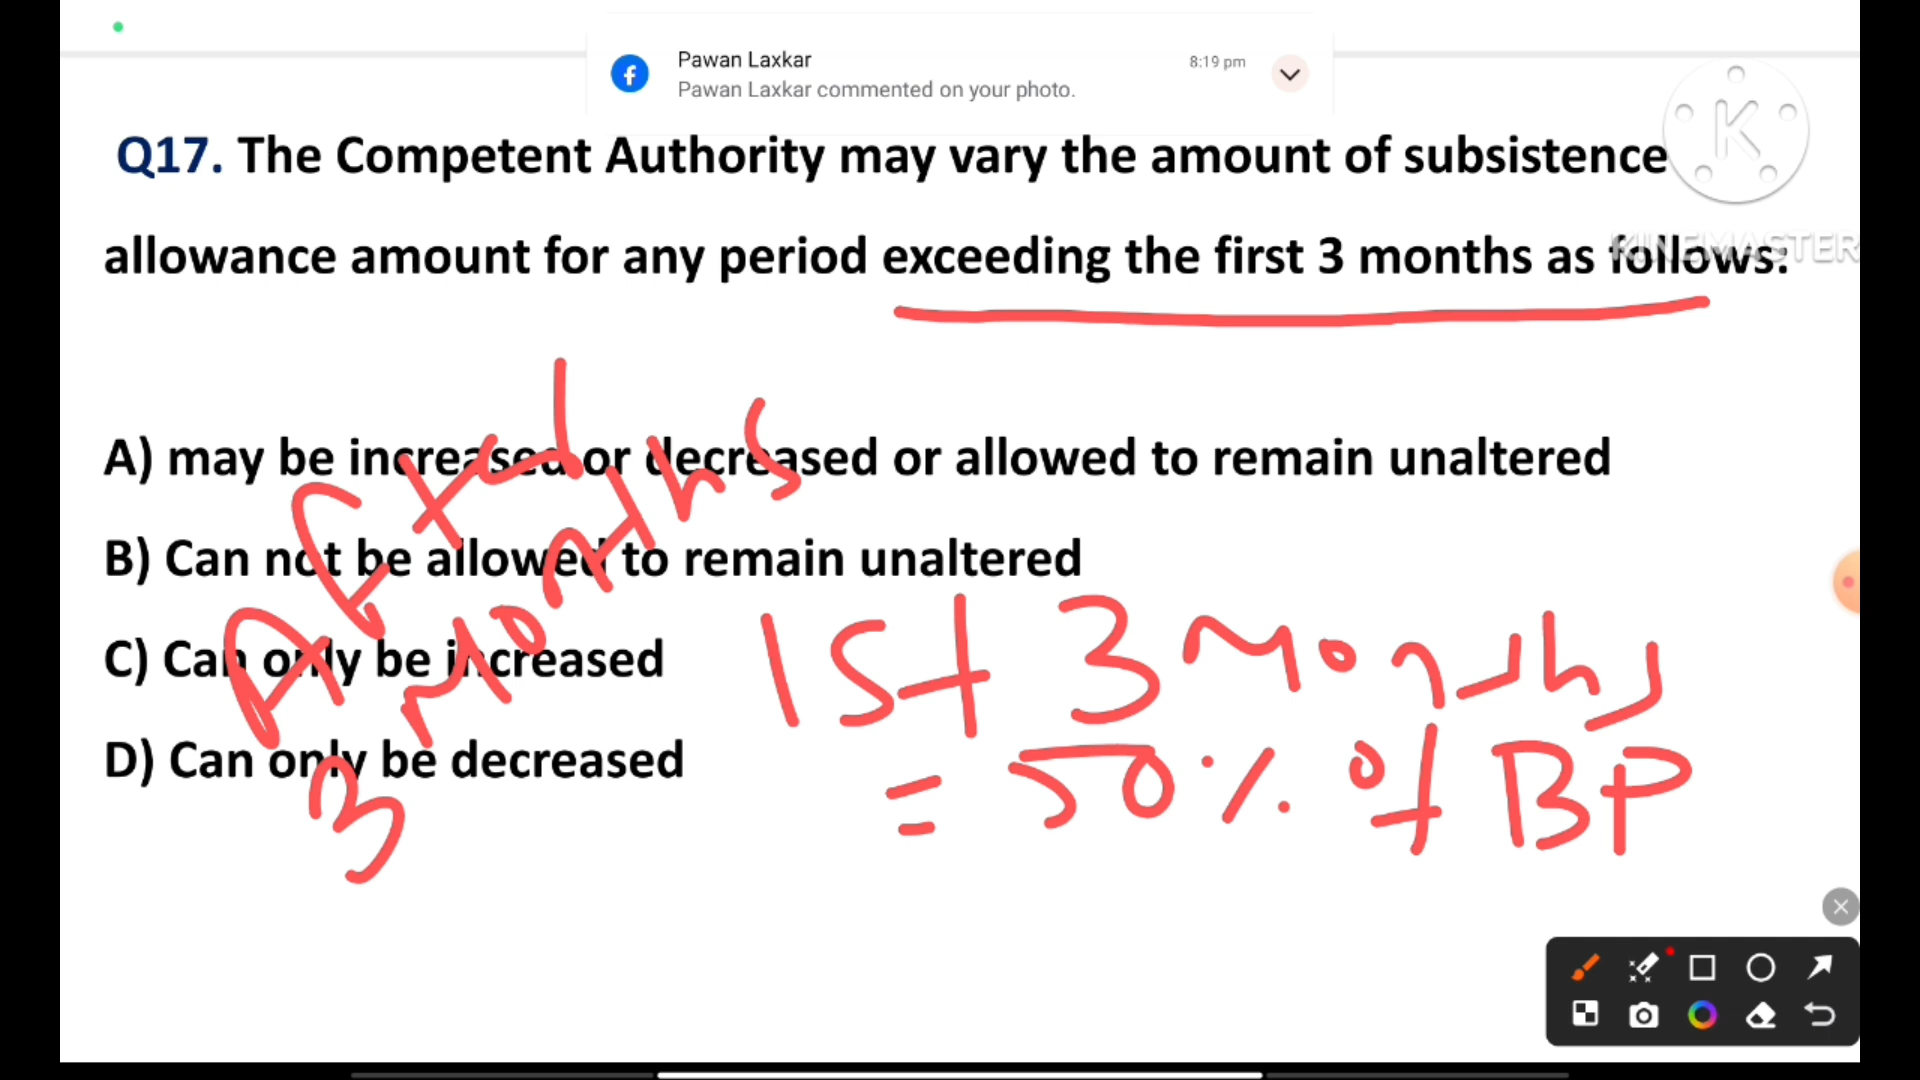 Pawan Laxkar
8:19 pm
Pawan Laxkar commented on your photo.
Q17. The Competent Authority may vary the amount of subsistence
allowance amount for any period exceeding the first 3 months as follows:
KINEMASTER
A) may be increased or decreased or allowed to remain unaltered
B) Can not be allowed to remain unaltered
C) Can only be increased
D) Can only be decreased
After
3 Months
1st 3 Months
= 50% of BP